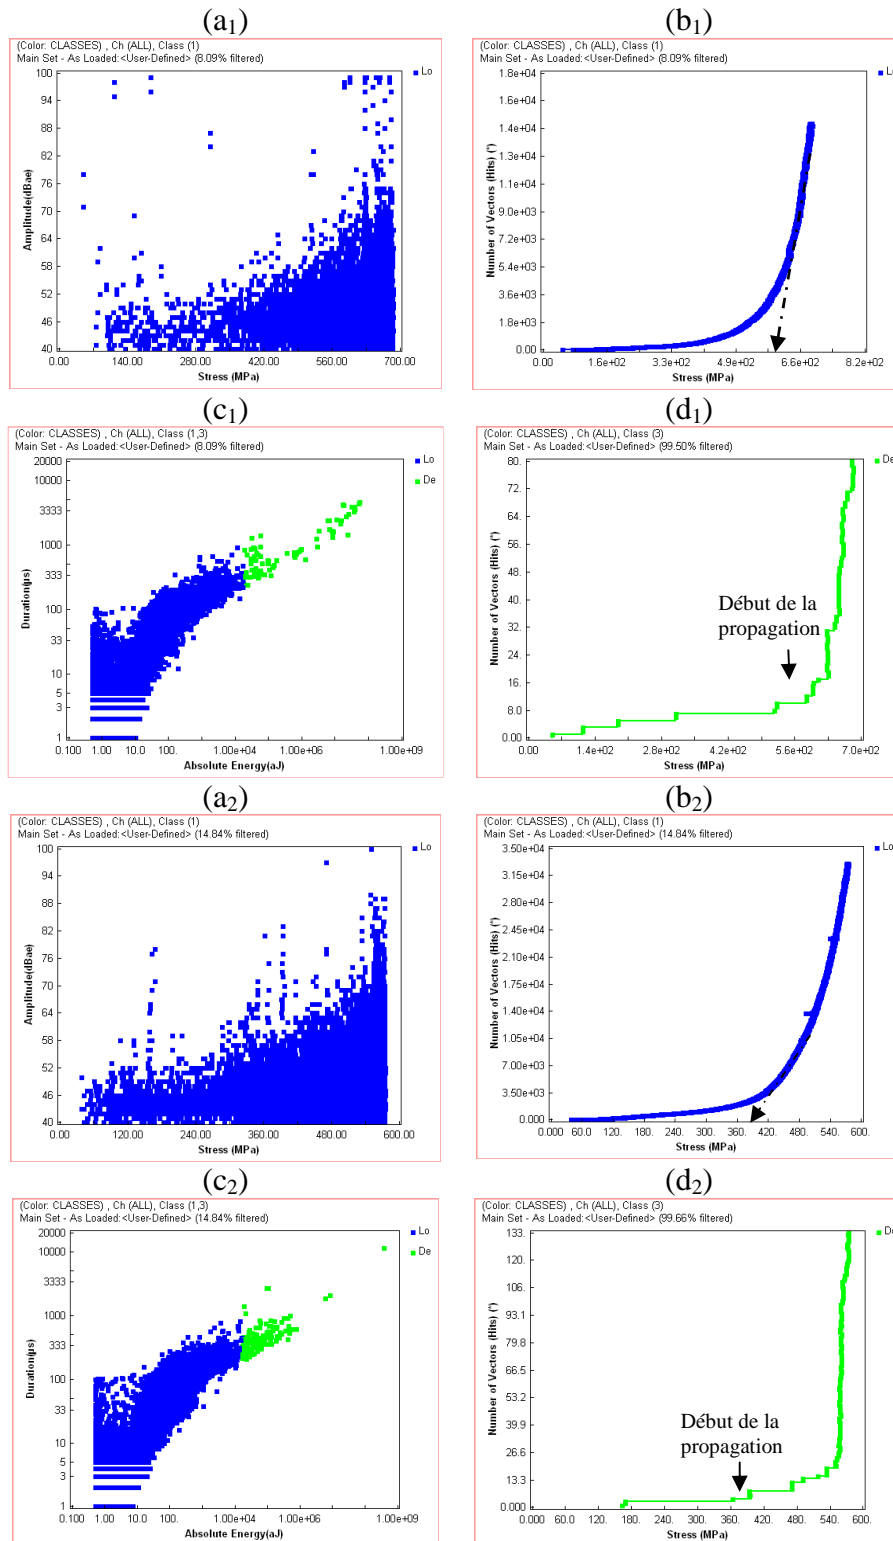 (a₁)
(Color: CLASSES) , Ch (ALL), Class (1)
Main Set - As Loaded:<User-Defined> (8.09% filtered)
Lo
100
94
88
82
76
70
64
58
52
46
40
Amplitude(dBae)
0.00 140.00 280.00 420.00 560.00 700.00
Stress (MPa)
(b₁)
(Color: CLASSES) , Ch (ALL), Class (1)
Main Set - As Loaded:<User-Defined> (8.09% filtered)
Lo
1.8e+04
1.6e+04
1.4e+04
1.3e+04
1.1e+04
9.0e+03
7.2e+03
5.4e+03
3.6e+03
1.8e+03
0.00
Number of Vectors (Hits) (*)
0.00 1.6e+02 3.3e+02 4.9e+02 6.6e+02 8.2e+02
Stress (MPa)
(c₁)
(Color: CLASSES) , Ch (ALL), Class (1,3)
Main Set - As Loaded:<User-Defined> (8.09% filtered)
Lo
De
20000
10000
3333
1000
333
100
33
10
5
3
1
Duration(µs)
0.100 1.00 10.0 100. 1.00e+04 1.00e+06 1.00e+09
Absolute Energy(aJ)
(d₁)
(Color: CLASSES) , Ch (ALL), Class (3)
Main Set - As Loaded:<User-Defined> (99.50% filtered)
De
80.
72.
64.
56.
48.
40.
32.
24.
16.
8.0
0.00
Number of Vectors (Hits) (*)
Début de la
propagation
0.00 1.4e+02 2.8e+02 4.2e+02 5.6e+02 7.0e+02
Stress (MPa)
(a₂)
(Color: CLASSES) , Ch (ALL), Class (1)
Main Set - As Loaded:<User-Defined> (14.84% filtered)
Lo
100
94
88
82
76
70
64
58
52
46
40
Amplitude(dBae)
0.00 120.00 240.00 360.00 480.00 600.00
Stress (MPa)
(b₂)
(Color: CLASSES) , Ch (ALL), Class (1)
Main Set - As Loaded:<User-Defined> (14.84% filtered)
Lo
3.50e+04
3.15e+04
2.80e+04
2.45e+04
2.10e+04
1.75e+04
1.40e+04
1.05e+04
7.00e+03
3.50e+03
0.000
Number of Vectors (Hits) (*)
0.000 60. 120. 180. 240. 300. 360. 420. 480. 540. 600.
Stress (MPa)
(c₂)
(Color: CLASSES) , Ch (ALL), Class (1,3)
Main Set - As Loaded:<User-Defined> (14.84% filtered)
Lo
De
20000
10000
3333
1000
333
100
33
10
5
3
1
Duration(µs)
0.100 1.00 10.0 100. 1.00e+04 1.00e+06 1.00e+09
Absolute Energy(aJ)
(d₂)
(Color: CLASSES) , Ch (ALL), Class (3)
Main Set - As Loaded:<User-Defined> (99.66% filtered)
De
133.
120.
106.
93.1
79.8
66.5
53.2
39.9
26.6
13.3
0.000
Number of Vectors (Hits) (*)
Début de la
propagation
0.000 60.0 120. 180. 240. 300. 360. 420. 480. 540. 600.
Stress (MPa)